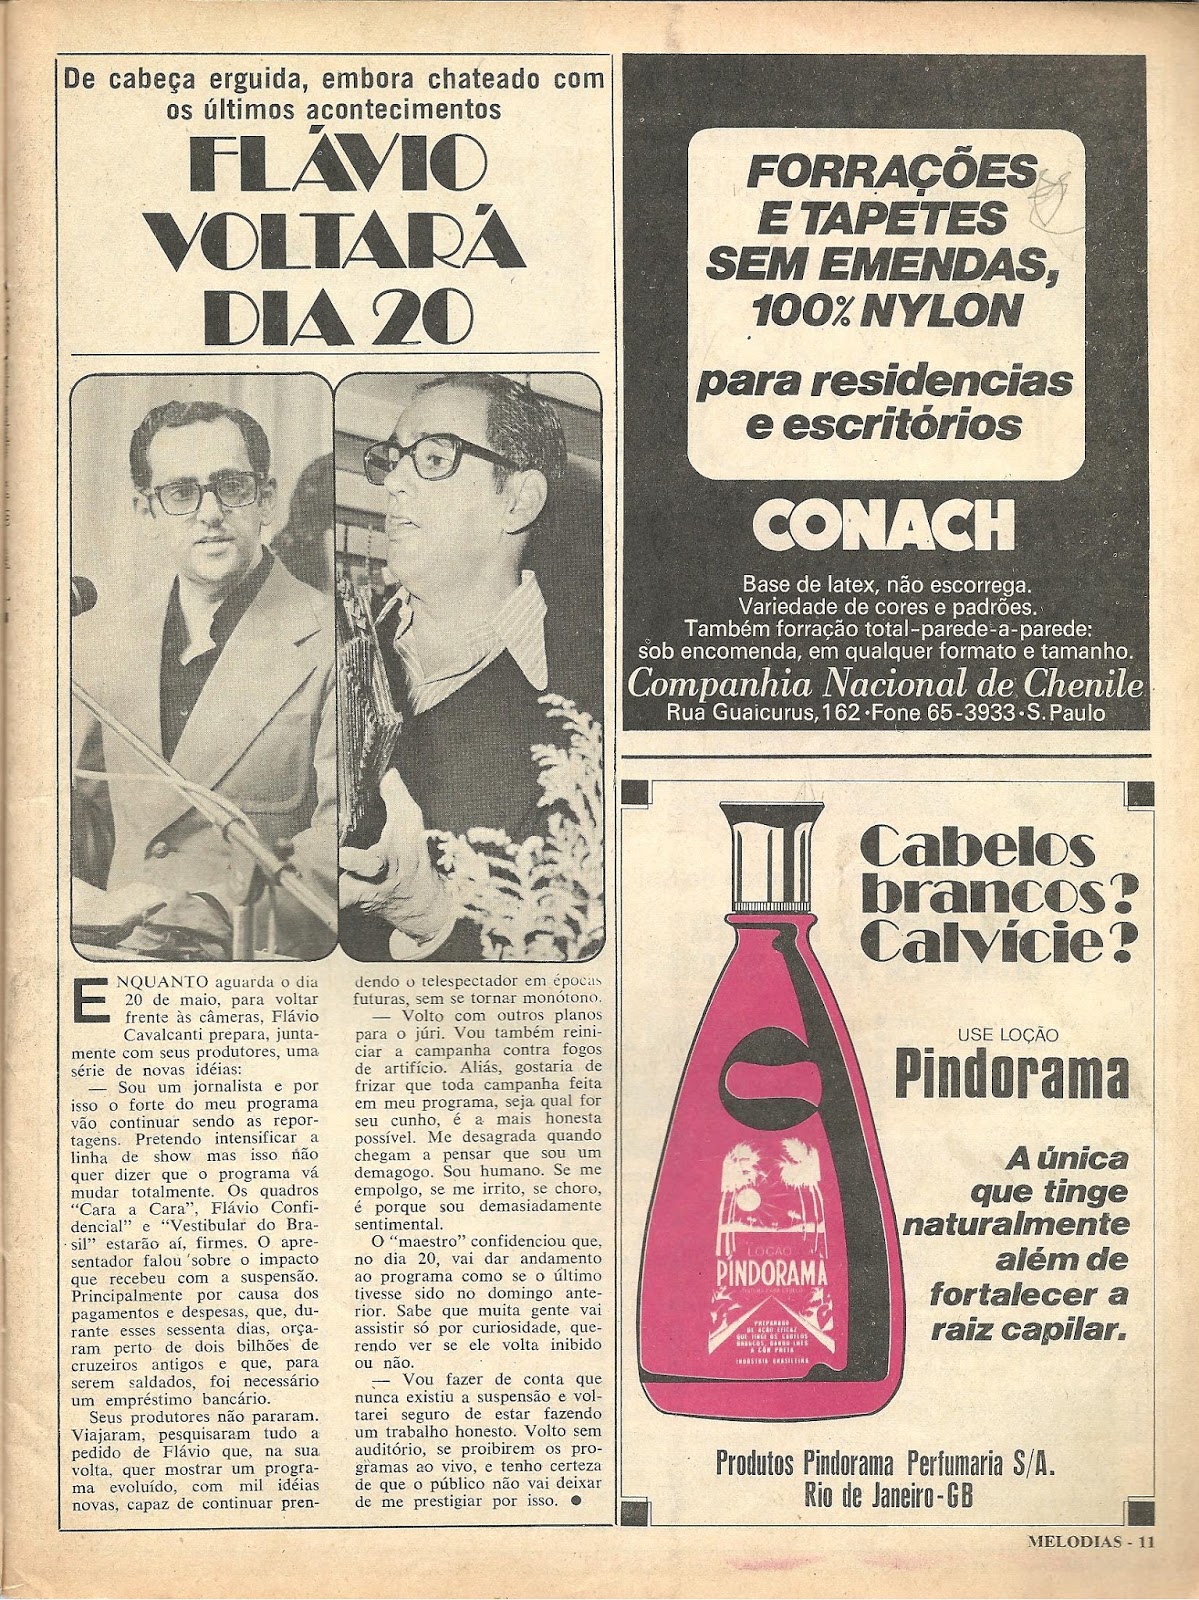 De cabeça erguida, embora chateado com
os últimos acontecimentos
FLÁVIO
VOLTARÁ
DIA 20
ENQUANTO aguarda o dia
20 de maio, para voltar
frente às câmeras, Flávio
Cavalcanti prepara, junta-
mente com seus produtores, uma
série de novas idéias:
— Sou um jornalista e por
isso o forte do meu programa
vão continuar sendo as repor-
tagens. Pretendo intensificar a
linha de show mas isso não
quer dizer que o programa vá
mudar totalmente. Os quadros
"Cara a Cara", Flávio Confi-
dencial" e "Vestibular do Bra-
sil" estarão aí, firmes. O apre-
sentador falou sobre o impacto
que recebeu com a suspensão.
Principalmente por causa dos
pagamentos e despesas, que, du-
rante esses sessenta dias, orça-
ram perto de dois bilhões de
cruzeiros antigos e que, para
serem saldados, foi necessário
um empréstimo bancário.
Seus produtores não pararam.
Viajaram, pesquisaram tudo a
pedido de Flávio que, na sua
volta, quer mostrar um progra-
ma evoluído, com mil idéias
novas, capaz de continuar pren-
dendo o telespectador em épocas
futuras, sem se tornar monótono.
— Volto com outros planos
para o júri. Vou também reini-
ciar a campanha contra fogos
de artifício. Aliás, gostaria de
frizar que toda campanha feita
em meu programa, seja qual for
seu cunho, é a mais honesta
possível. Me desagrada quando
chegam a pensar que sou um
demagogo. Sou humano. Se me
empolgo, se me irrito, se choro,
é porque sou demasiadamente
sentimental.
O "maestro" confidenciou que,
no dia 20, vai dar andamento
ao programa como se o último
tivesse sido no domingo ante-
rior. Sabe que muita gente vai
assistir só por curiosidade, que-
rendo ver se ele volta inibido
ou não.
— Vou fazer de conta que
nunca existiu a suspensão e vol-
tarei seguro de estar fazendo
um trabalho honesto. Volto sem
auditório, se proibirem os pro-
gramas ao vivo, e tenho certeza
de que o público não vai deixar
de me prestigiar por isso. ●
FORRAÇÕES
E TAPETES
SEM EMENDAS,
100% NYLON
para residencias
e escritórios
CONACH
Base de latex, não escorrega.
Variedade de cores e padrões.
Também forração total-parede-a-parede:
sob encomenda, em qualquer formato e tamanho.
Companhia Nacional de Chenile
Rua Guaicurus, 162·Fone 65-3933·S.Paulo
Cabelos
brancos?
Calvície?
USE LOÇÃO
Pindorama
A única
que tinge
naturalmente
além de
fortalecer a
raiz capilar.
LOÇÃO
PINDORAMA
PREPARADO
DE AÇÃO EFICAZ
QUE TINGE OS CABELOS
BRANCOS, DANDO-LHES
A COR PRETA
INDÚSTRIA BRASILEIRA
Produtos Pindorama Perfumaria S/A.
Rio de Janeiro-GB
MELODIAS - 11